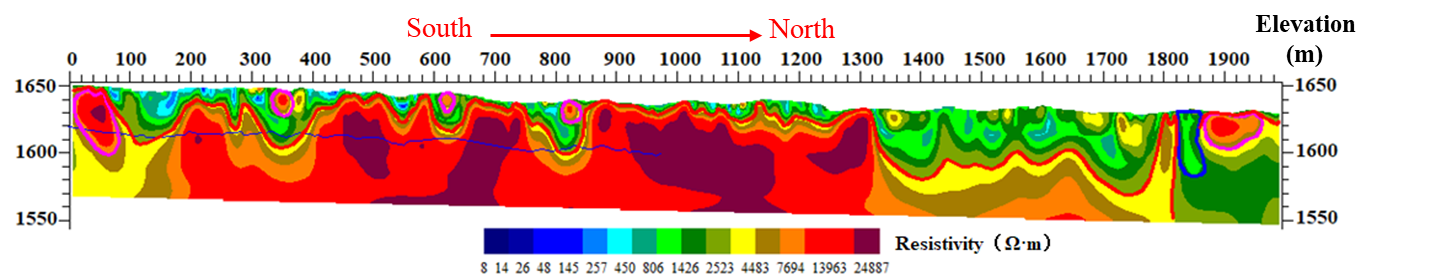 South North
Elevation
(m)
0 100 200 300 400 500 600 700 800 900 1000 1100 1200 1300 1400 1500 1600 1700 1800 1900
1650 1650
1600 1600
1550 1550
Resistivity（Ω·m）
8 14 26 48 145 257 450 806 1426 2523 4483 7694 13963 24887